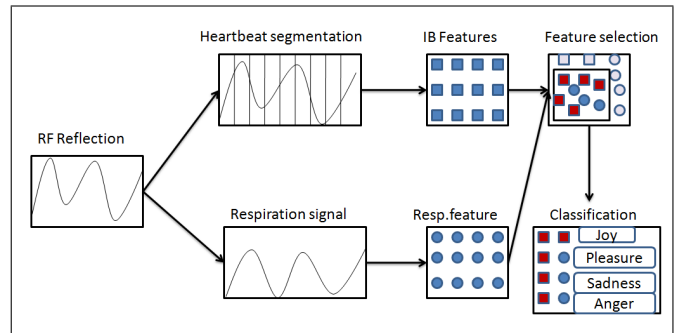 Heartbeat segmentation
IB Features
Feature selection
RF Reflection
Respiration signal
Resp.feature
Classification
Joy
Pleasure
Sadness
Anger